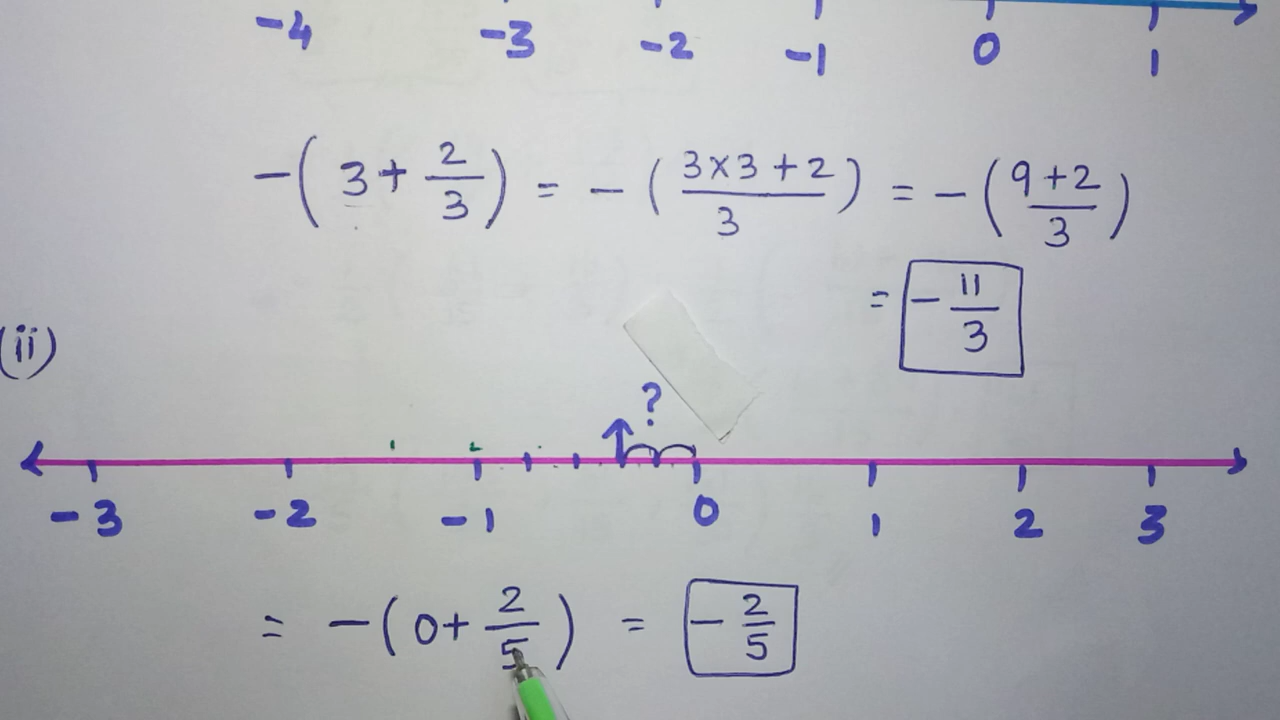 -4 -3 -2 -1 0 1
-(3+2/3) = -(3×3+2/3) = -(9+2/3)
= -11/3
(ii)
?
-3 -2 -1 0 1 2 3
= -(0+2/5) = -2/5